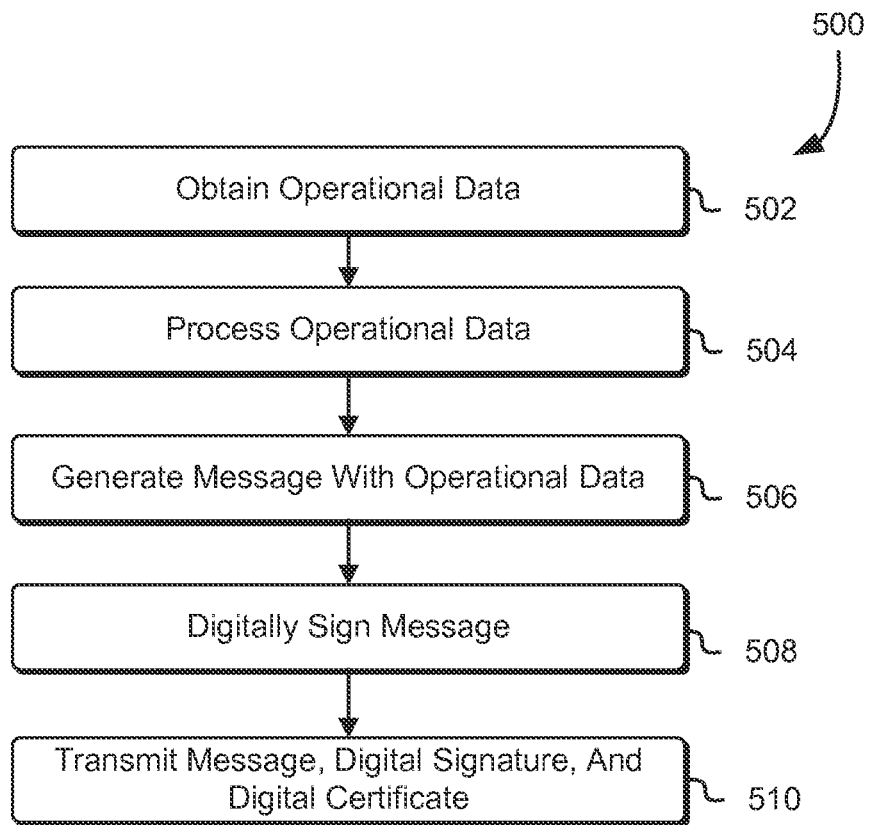 500
Obtain Operational Data
502
Process Operational Data
504
Generate Message With Operational Data
506
Digitally Sign Message
508
Transmit Message, Digital Signature, And
Digital Certificate
510